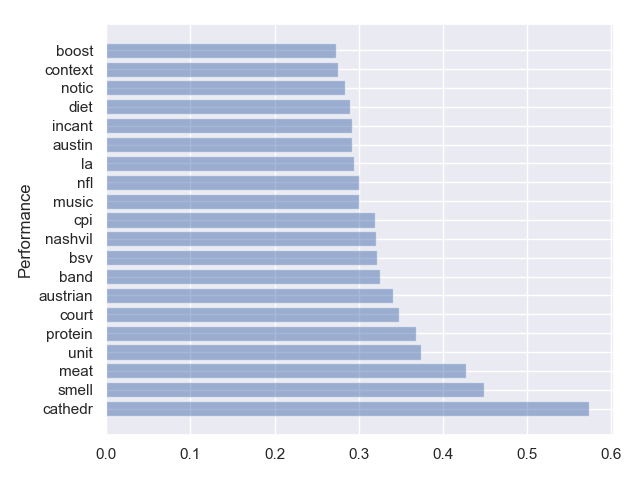 boost
context
notic
diet
incant
austin
la
nfl
music
cpi
nashvil
bsv
band
austrian
court
protein
unit
meat
smell
cathedr
Performance
0.0 0.1 0.2 0.3 0.4 0.5 0.6